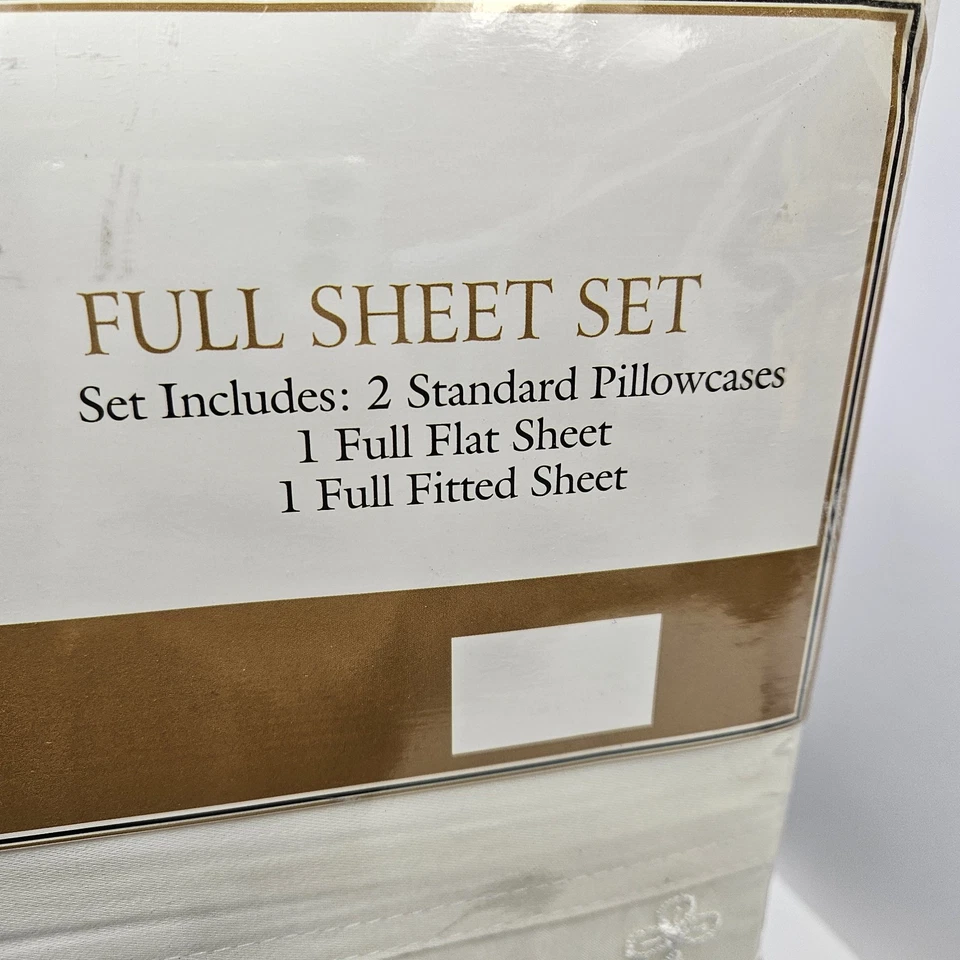 FULL SHEET SET
Set Includes: 2 Standard Pillowcases
1 Full Flat Sheet
1 Full Fitted Sheet